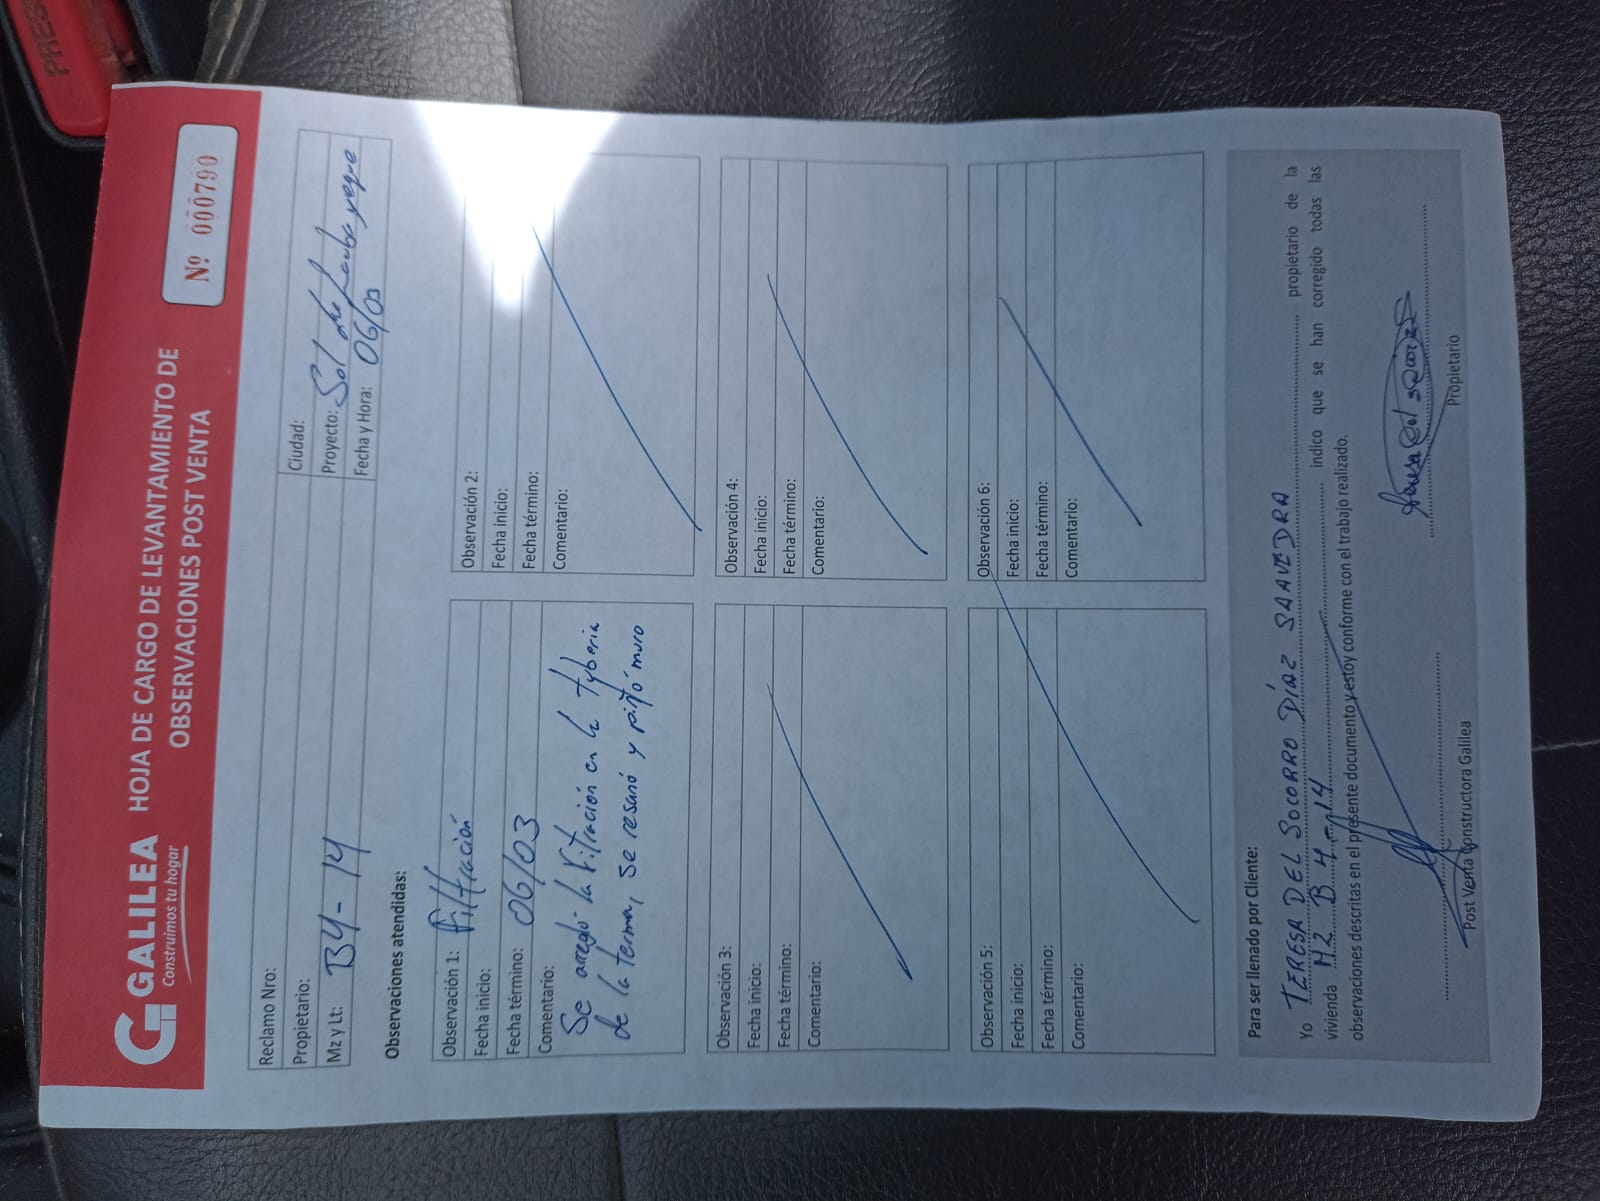 PRESS
GALILEA
Construimos tu hogar
HOJA DE CARGO DE LEVANTAMIENTO DE
OBSERVACIONES POST VENTA
Nº 000790
Reclamo Nro:
Propietario:
Mz y Lt: B4-14
Ciudad:
Proyecto: Sol de Lambayeque
Fecha y Hora: 06/03
Observaciones atendidas:
Observación 1: Filtración
Fecha inicio:
Fecha término: 06/03
Comentario:
Se arregló la filtración en la tuberia
de la terma, se resanó y pintó muro
Observación 2:
Fecha inicio:
Fecha término:
Comentario:
Observación 3:
Fecha inicio:
Fecha término:
Comentario:
Observación 4:
Fecha inicio:
Fecha término:
Comenario:
Observación 5:
Fecha inicio:
Fecha término:
Comentario:
Observación 6:
Fecha inicio:
Fecha término:
Comentario:
Para ser llenado por Cliente:
Yo TERESA DEL SOCORRO DÍAZ SAAVEDRA propietario de la
vivienda MZ B4-14 indico que se han corregido todas las
observaciones descritas en el presente documento y estoy conforme con el trabajo realizado.
Post Venta Constructora Galilea
Propietario